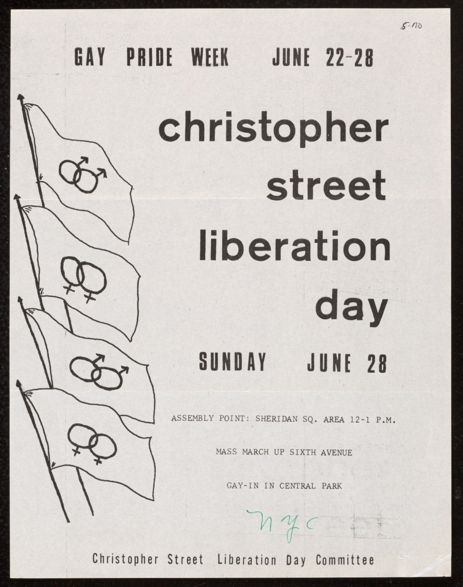 5-170
GAY PRIDE WEEK JUNE 22-28
christopher
street
liberation
day
SUNDAY JUNE 28
ASSEMBLY POINT: SHERIDAN SQ. AREA 12-1 P.M.
MASS MARCH UP SIXTH AVENUE
GAY-IN IN CENTRAL PARK
NYC
Christopher Street Liberation Day Committee